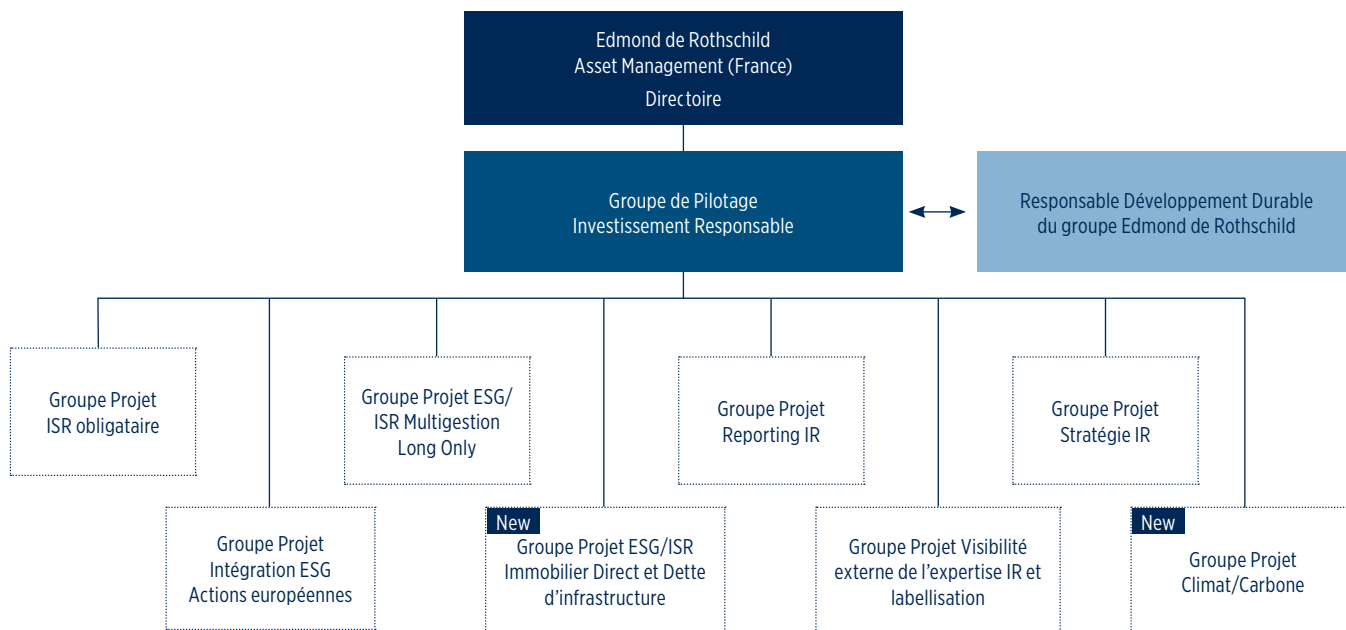 Edmond de Rothschild
Asset Management (France)
Directoire
Groupe de Pilotage
Investissement Responsable
Responsable Développement Durable
du groupe Edmond de Rothschild
Groupe Projet
ISR obligataire
Groupe Projet ESG/
ISR Multigestion
Long Only
Groupe Projet
Reporting IR
Groupe Projet
Stratégie IR
Groupe Projet
Intégration ESG
Actions européennes
New
Groupe Projet ESG/ISR
Immobilier Direct et Dette
d’infrastructure
Groupe Projet Visibilité
externe de l’expertise IR et
labellisation
New
Groupe Projet
Climat/Carbone